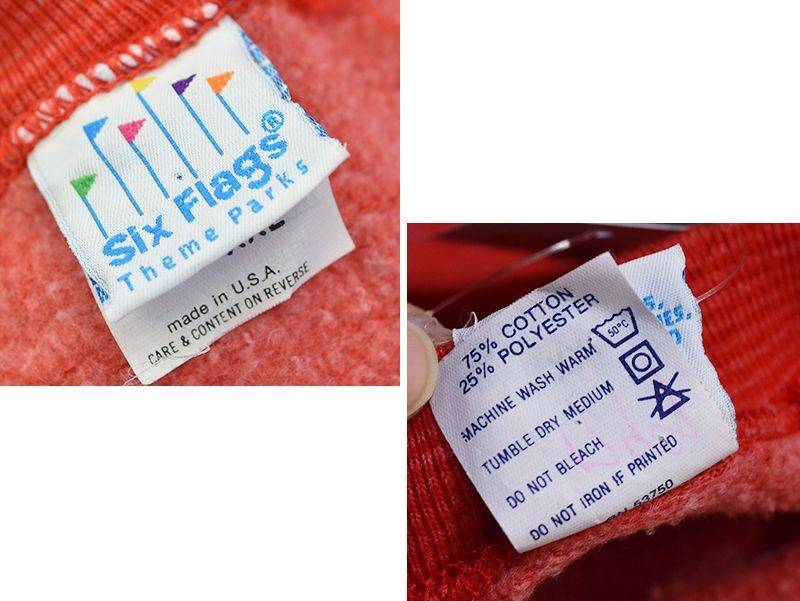 Six Flags®
Theme Parks
made in U.S.A.
CARE & CONTENT ON REVERSE
75% COTTON
25% POLYESTER
50°C
MACHINE WASH WARM
TUMBLE DRY MEDIUM
DO NOT BLEACH
DO NOT IRON IF PRINTED
53750